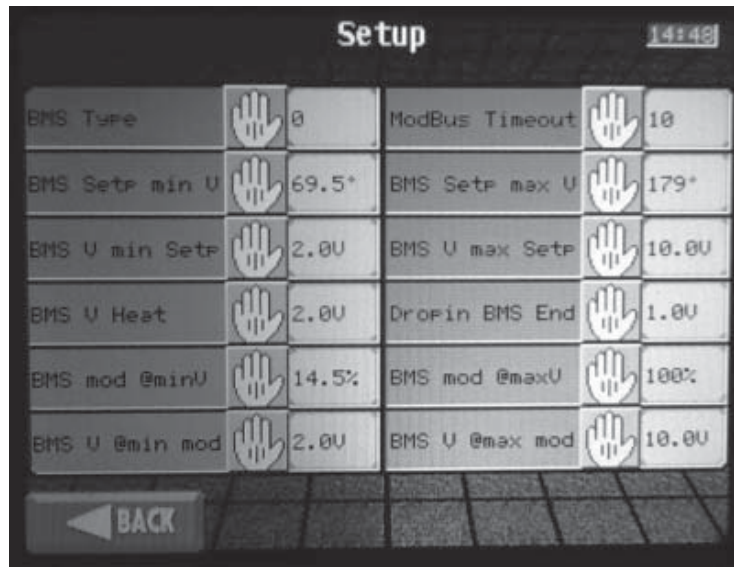 Setup
14:48
BMS Type 0 ModBus Timeout 10
BMS Setp min V 69.5° BMS Setp max V 179°
BMS V min Setp 2.0V BMS V max Setp 10.0V
BMS V Heat 2.0V Dropin BMS End 1.0V
BMS mod @minV 14.5% BMS mod @maxV 100%
BMS V @min mod 2.0V BMS V @max mod 10.0V
BACK